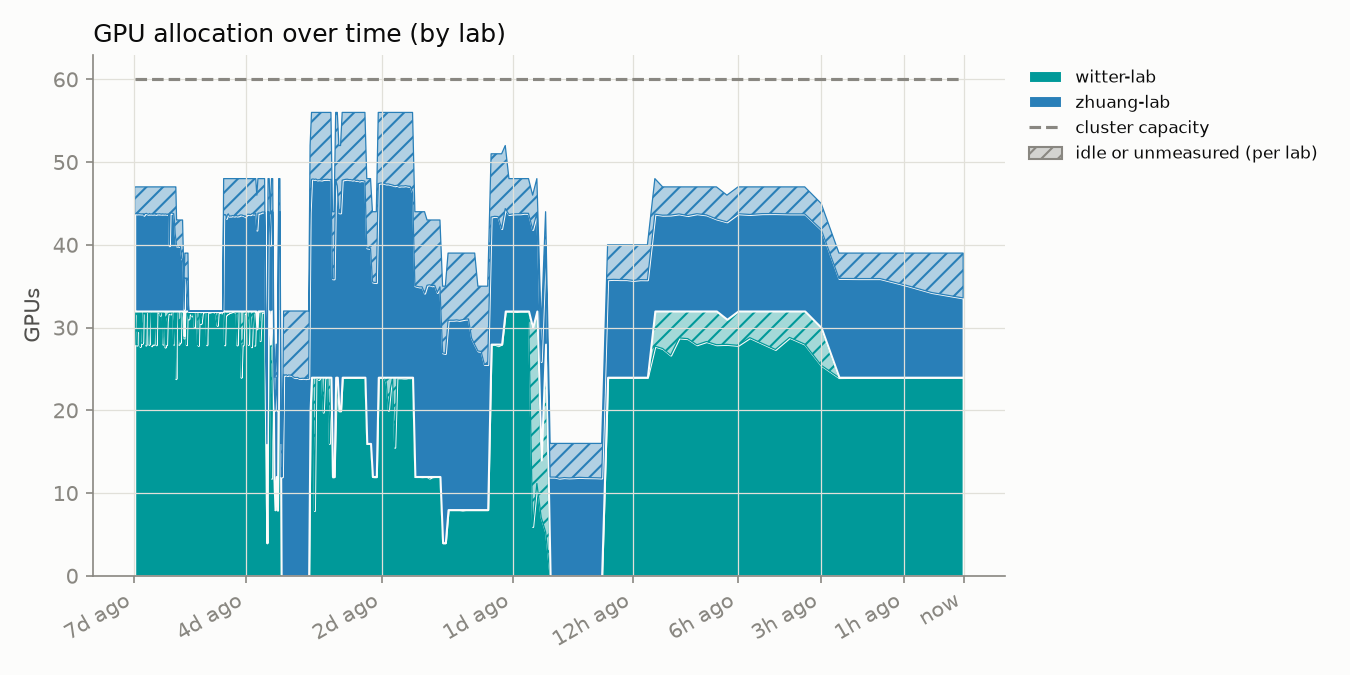 GPU allocation over time (by lab)
witter-lab
zhuang-lab
cluster capacity
idle or unmeasured (per lab)
GPUs
60
50
40
30
20
10
0
7d ago
4d ago
2d ago
1d ago
12h ago
6h ago
3h ago
1h ago
now